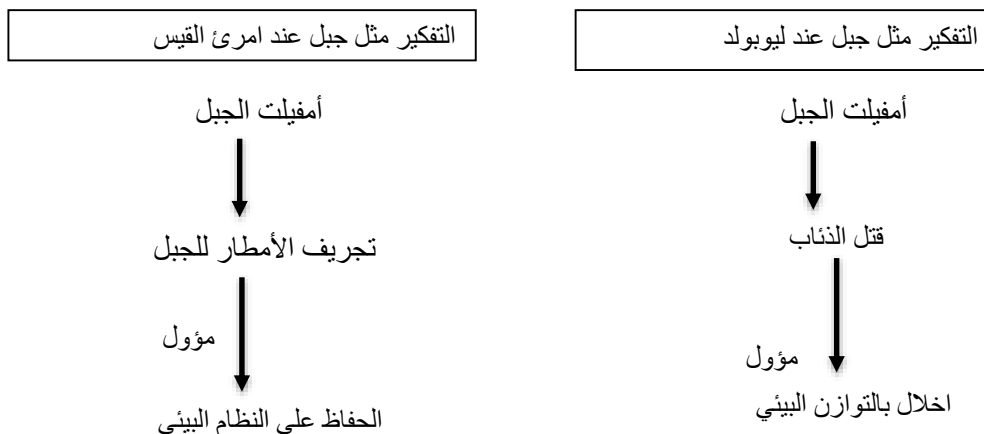 التفكير مثل جبل عند ليوبولد
أمفيلت الجبل
قتل الذئاب
مؤول
اخلال بالتوازن البيئي
التفكير مثل جبل عند امرئ القيس
أمفيلت الجبل
تجريف الأمطار للجبل
مؤول
الحفاظ على النظام البيئي